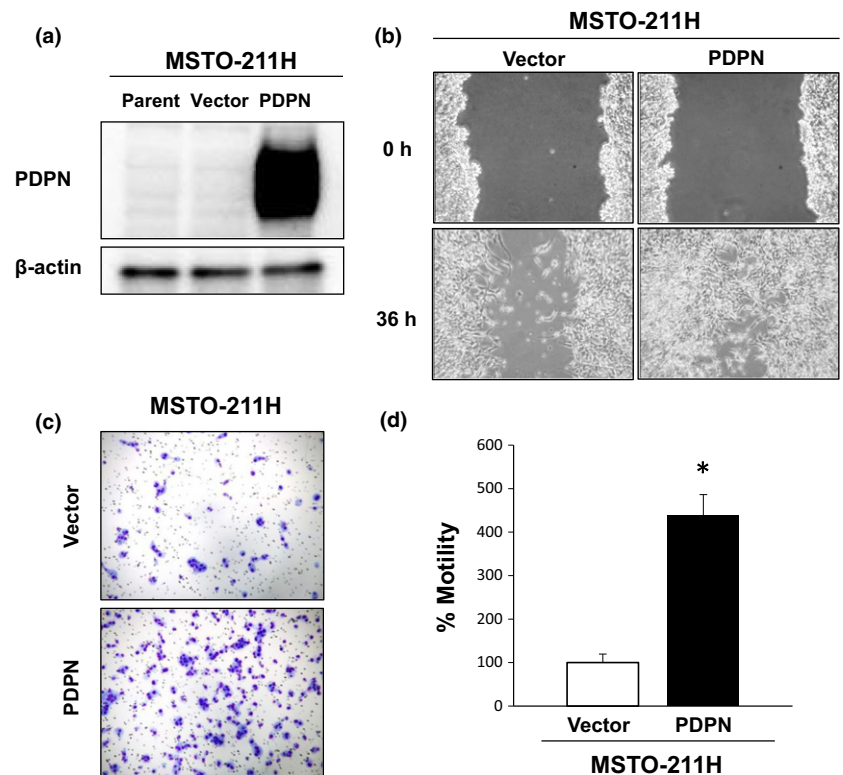 (a)
MSTO-211H
Parent Vector PDPN
PDPN
β-actin
(b)
MSTO-211H
Vector PDPN
0 h
36 h
(c)
MSTO-211H
Vector
PDPN
(d)
600
500
400
300
200
100
0
% Motility
*
Vector PDPN
MSTO-211H